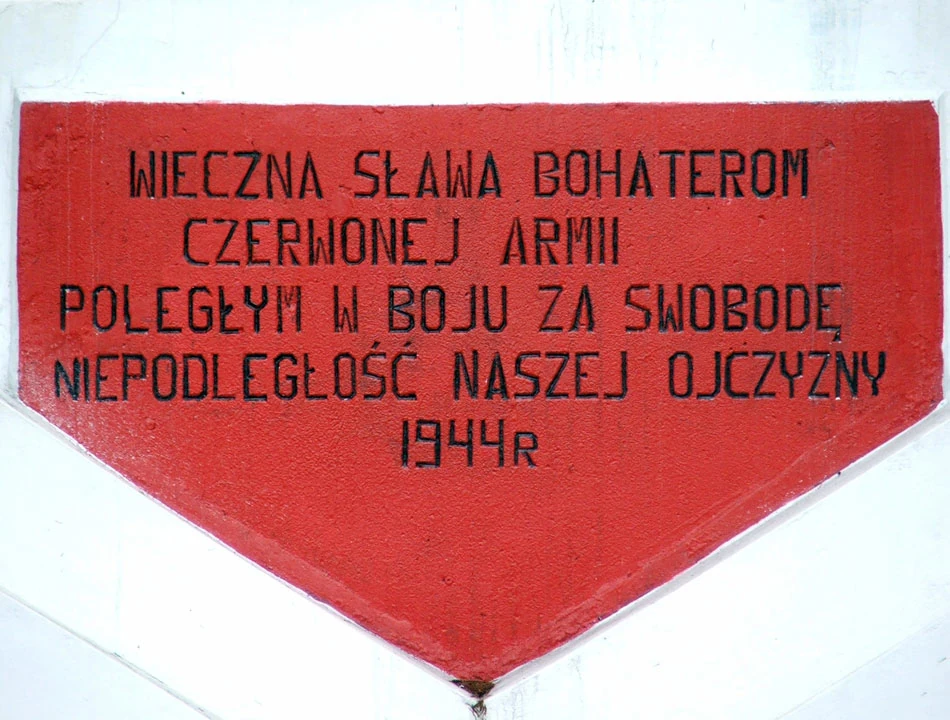 WIECZNA SŁAWA BOHATEROM
CZERWONEJ ARMII
POLEGŁYM W BOJU ZA SWOBODĘ
NIEPODLEGŁOŚĆ NASZEJ OJCZYZNY
1944R